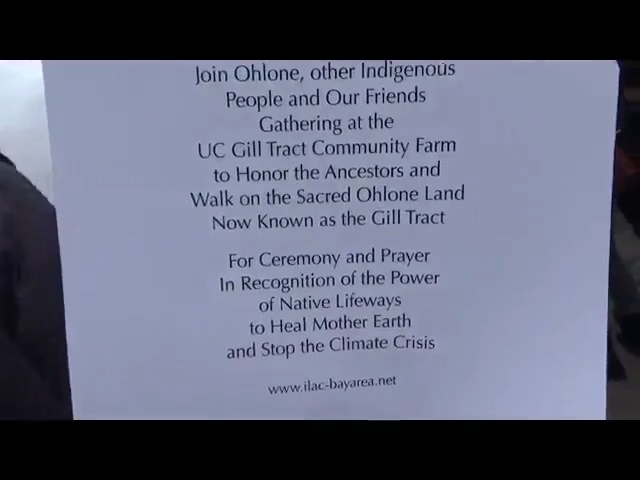 Join Ohlone, other Indigenous
People and Our Friends
Gathering at the
UC Gill Tract Community Farm
to Honor the Ancestors and
Walk on the Sacred Ohlone Land
Now Known as the Gill Tract
For Ceremony and Prayer
In Recognition of the Power
of Native Lifeways
to Heal Mother Earth
and Stop the Climate Crisis
www.ilac-bayarea.net